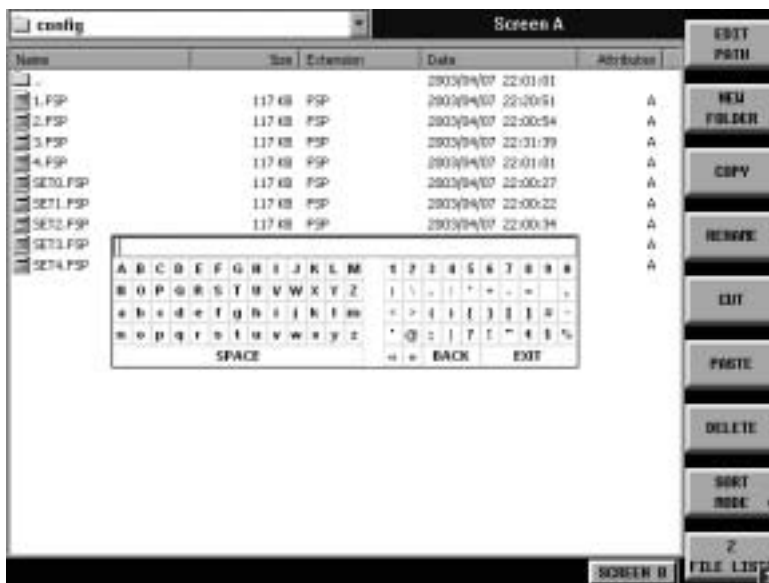 config
Screen A
Name Size Extension Date Attributes
.. 2003/04/07 22:01:01
1.FSP 117 KB FSP 2003/04/07 22:20:51 A
2.FSP 117 KB FSP 2003/04/07 22:00:54 A
3.FSP 117 KB FSP 2003/04/07 22:31:39 A
4.FSP 117 KB FSP 2003/04/07 22:01:01 A
SET0.FSP 117 KB FSP 2003/04/07 22:00:27 A
SET1.FSP 117 KB FSP 2003/04/07 22:00:22 A
SET2.FSP 117 KB FSP 2003/04/07 22:00:34 A
SET3.FSP A
SET4.FSP A
A B C D E F G H I J K L M 1 2 3 4 5 6 7 8 9 0
N O P Q R S T U V W X Y Z
a b c d e f g h i j k l m
n o p q r s t u v w x y z
SPACE BACK EXIT
EDIT PATH
NEW FOLDER
COPY
RENAME
CUT
PASTE
DELETE
SORT MODE
2 FILE LISTS
SCREEN B